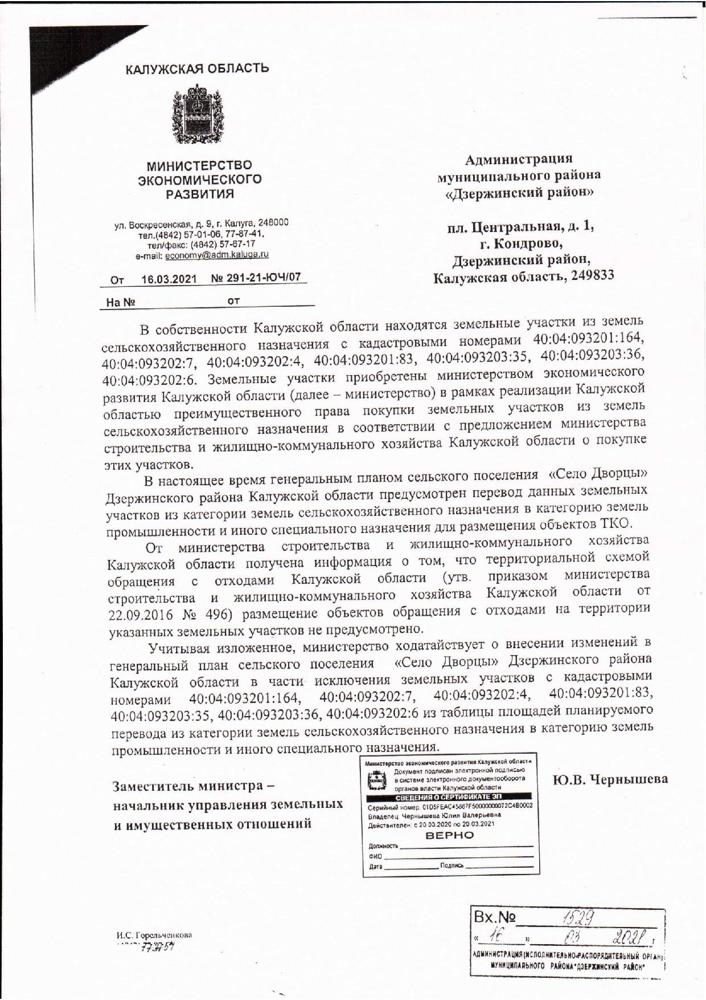 КАЛУЖСКАЯ ОБЛАСТЬ
МИНИСТЕРСТВО
ЭКОНОМИЧЕСКОГО
РАЗВИТИЯ
ул. Воскресенская, д. 9, г. Калуга, 248000
тел.(4842) 57-01-06, 77-87-41,
тел/факс: (4842) 57-67-17
e-mail: economy@adm.kaluga.ru
От 16.03.2021 № 291-21-ЮЧ/07
На № от
Администрация
муниципального района
«Дзержинский район»
пл. Центральная, д. 1,
г. Кондрово,
Дзержинский район,
Калужская область, 249833
В собственности Калужской области находятся земельные участки из земель
сельскохозяйственного назначения с кадастровыми номерами 40:04:093201:164,
40:04:093202:7, 40:04:093202:4, 40:04:093201:83, 40:04:093203:35, 40:04:093203:36,
40:04:093202:6. Земельные участки приобретены министерством экономического
развития Калужской области (далее – министерство) в рамках реализации Калужской
областью преимущественного права покупки земельных участков из земель
сельскохозяйственного назначения в соответствии с предложением министерства
строительства и жилищно-коммунального хозяйства Калужской области о покупке
этих участков.
В настоящее время генеральным планом сельского поселения «Село Дворцы»
Дзержинского района Калужской области предусмотрен перевод данных земельных
участков из категории земель сельскохозяйственного назначения в категорию земель
промышленности и иного специального назначения для размещения объектов ТКО.
От министерства строительства и жилищно-коммунального хозяйства
Калужской области получена информация о том, что территориальной схемой
обращения с отходами Калужской области (утв. приказом министерства
строительства и жилищно-коммунального хозяйства Калужской области от
22.09.2016 № 496) размещение объектов обращения с отходами на территории
указанных земельных участков не предусмотрено.
Учитывая изложенное, министерство ходатайствует о внесении изменений в
генеральный план сельского поселения «Село Дворцы» Дзержинского района
Калужской области в части исключения земельных участков с кадастровыми
номерами 40:04:093201:164, 40:04:093202:7, 40:04:093202:4, 40:04:093201:83,
40:04:093203:35, 40:04:093203:36, 40:04:093202:6 из таблицы площадей планируемого
перевода из категории земель сельскохозяйственного назначения в категорию земель
промышленности и иного специального назначения.
Заместитель министра –
начальник управления земельных
и имущественных отношений
Министерство экономического развития Калужской области
Документ подписан электронной подписью
в системе электронного документооборота
органов власти Калужской области
СВЕДЕНИЯ О СЕРТИФИКАТЕ ЭП
Серийный номер: 01D5FEAC45887F50000000072C4B0002
Владелец: Чернышева Юлия Валерьевна
Действителен: с 20.03.2020 по 20.03.2021
ВЕРНО
Должность
ФИО
Дата Подпись
Ю.В. Чернышева
И.С. Горельченкова
Вх.№ 1529
« 16 » 03 2021 г
АДМИНИСТРАЦИЯ(ИСПОЛНИТЕЛЬНО-РАСПОРЯДИТЕЛЬНЫЙ ОРГАН)
МУНИЦИПАЛЬНОГО РАЙОНА"ДЗЕРЖИНСКИЙ РАЙОН"